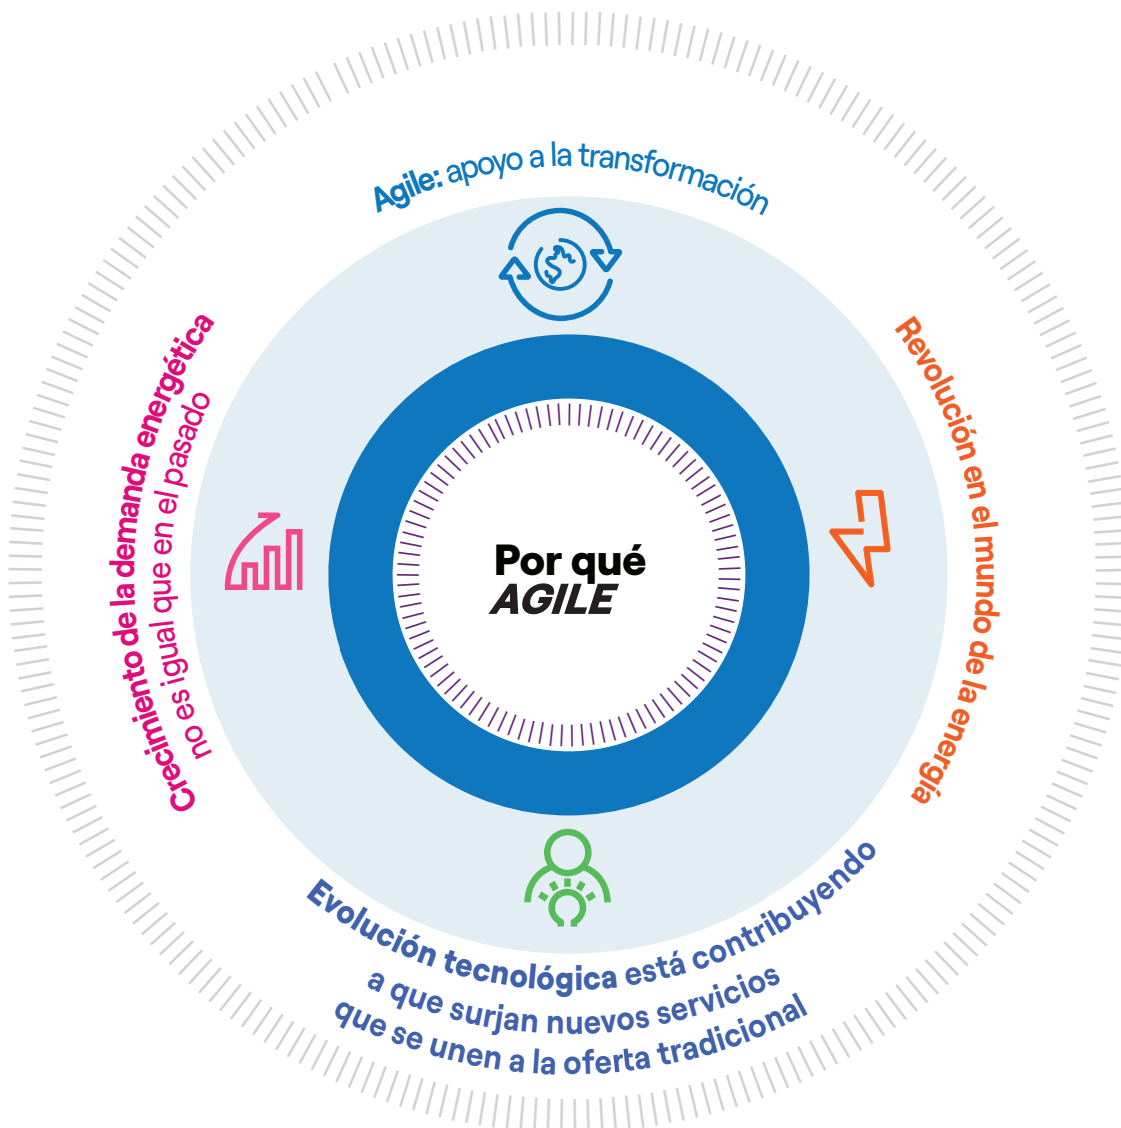 Agile: apoyo a la transformación
Revolución en el mundo de la energía
Crecimiento de la demanda energética
no es igual que en el pasado
Por qué
AGILE
Evolución tecnológica está contribuyendo
a que surjan nuevos servicios
que se unen a la oferta tradicional